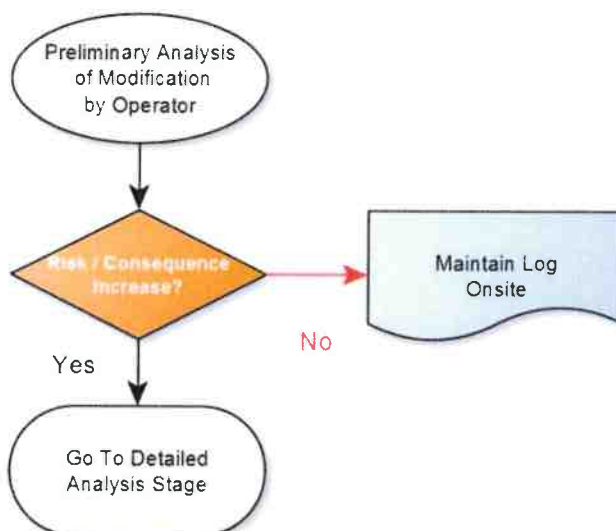 Preliminary Analysis
of Modification
by Operator
Risk / Consequence
Increase?
Maintain Log
Onsite
No
Yes
Go To Detailed
Analysis Stage